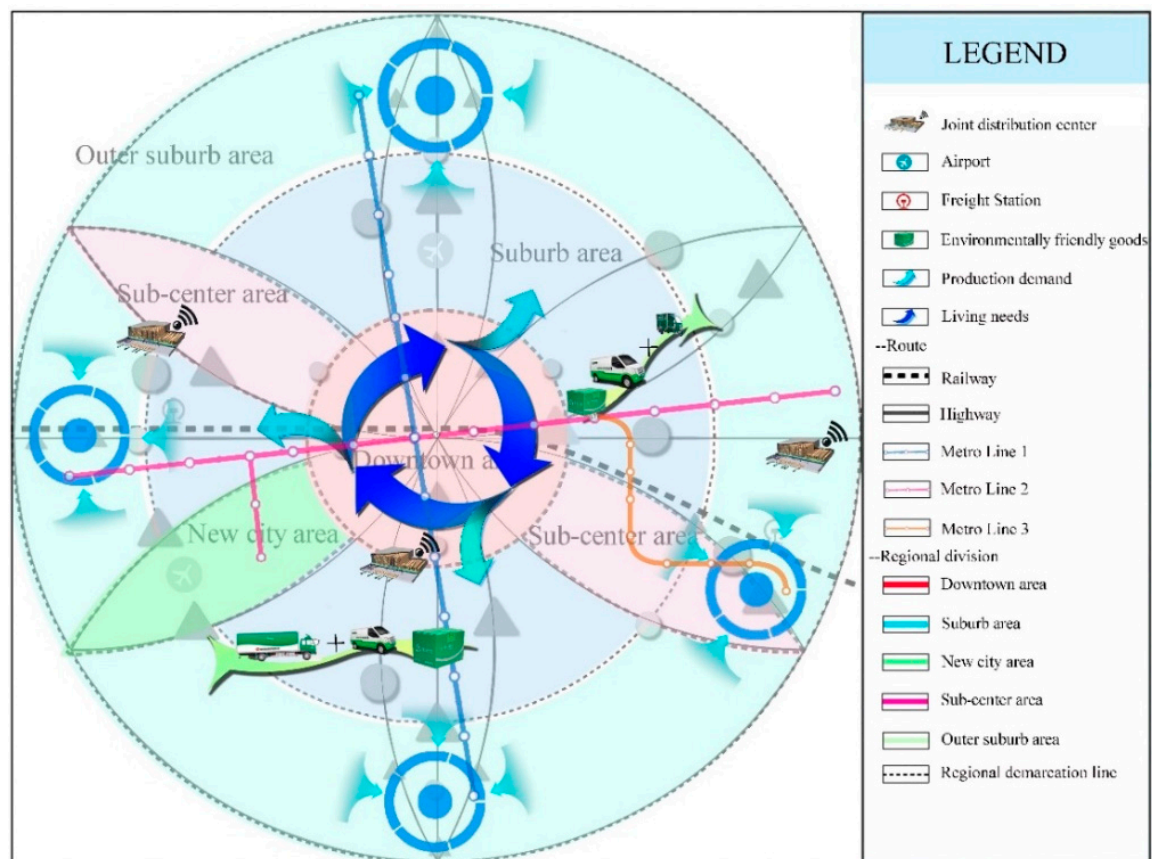 Outer suburb area
Suburb area
Sub-center area
Downtown ar
New city area
Sub-center area
LEGEND
Joint distribution center
Airport
Freight Station
Environmentally friendly goods
Production demand
Living needs
--Route
Railway
Highway
Metro Line 1
Metro Line 2
Metro Line 3
--Regional division
Downtown area
Suburb area
New city area
Sub-center area
Outer suburb area
Regional demarcation line